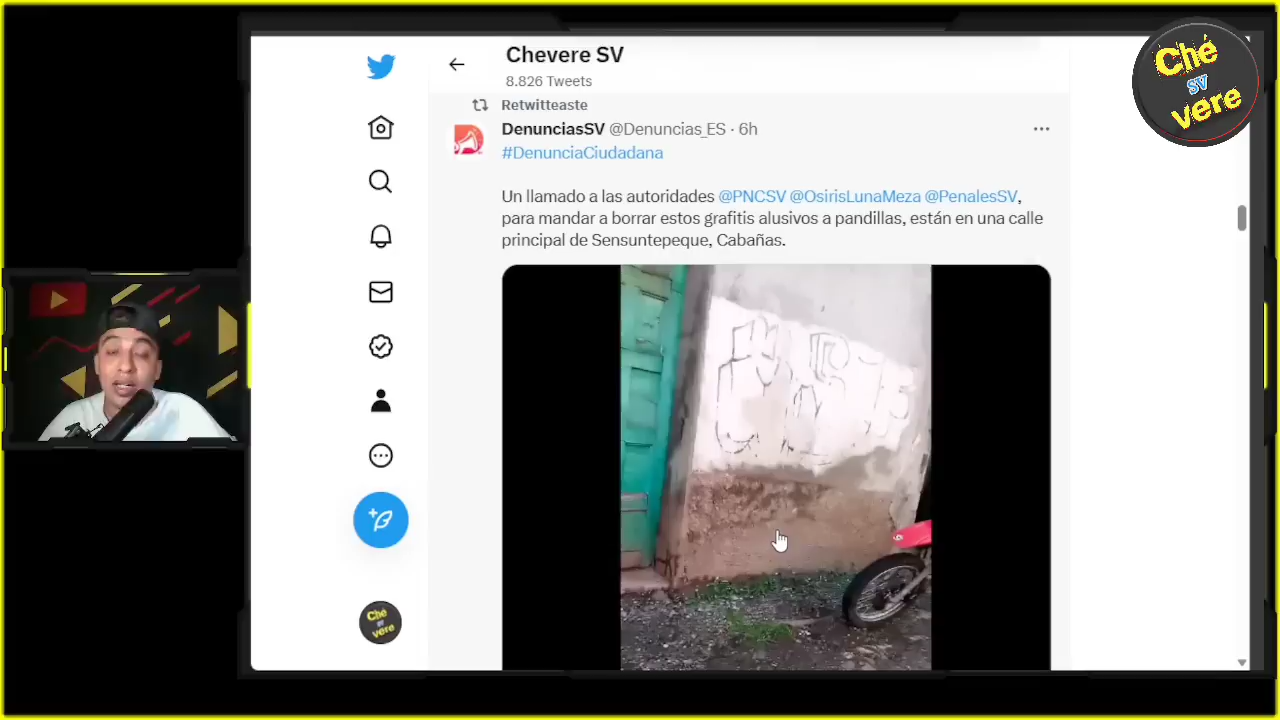 Chevere SV
8.826 Tweets
Retwitteaste
DenunciasSV @Denuncias_ES · 6h
#DenunciaCiudadana
Un llamado a las autoridades @PNCSV @OsirisLunaMeza @PenalesSV,
para mandar a borrar estos grafitis alusivos a pandillas, están en una calle
principal de Sensuntepeque, Cabañas.
Ché
SV
vere
Ché
SV
vere